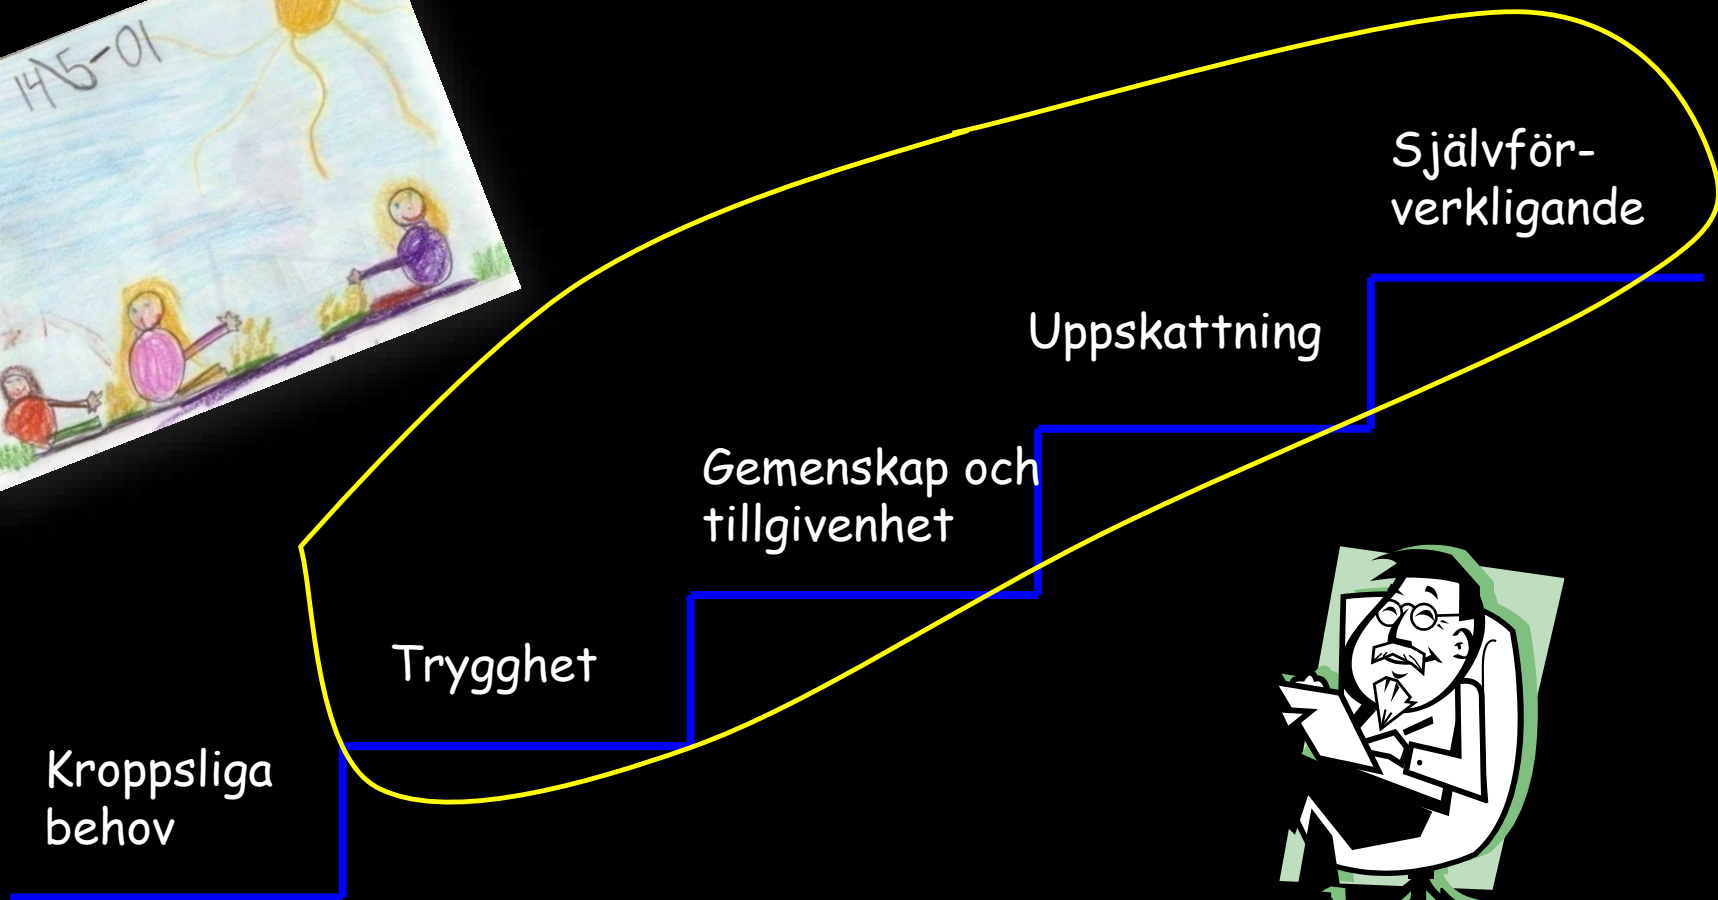 14/5-01
Självför-
verkligande
Uppskattning
Gemenskap och
tillgivenhet
Trygghet
Kroppsliga
behov